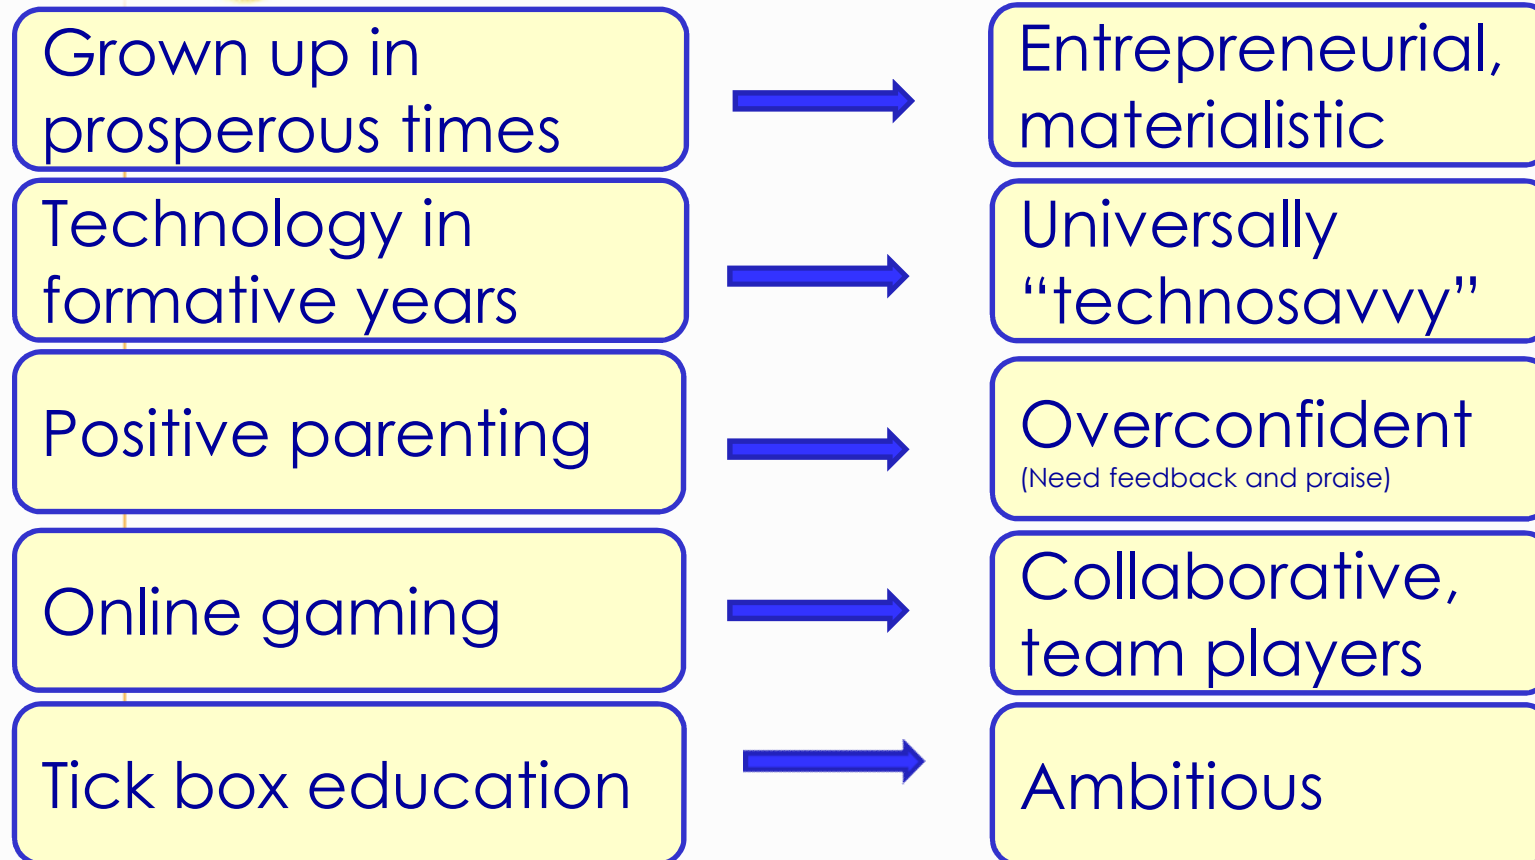 Grown up in
prosperous times
Entrepreneurial,
materialistic
Technology in
formative years
Universally
“technosavvy”
Positive parenting
Overconfident
(Need feedback and praise)
Online gaming
Collaborative,
team players
Tick box education
Ambitious